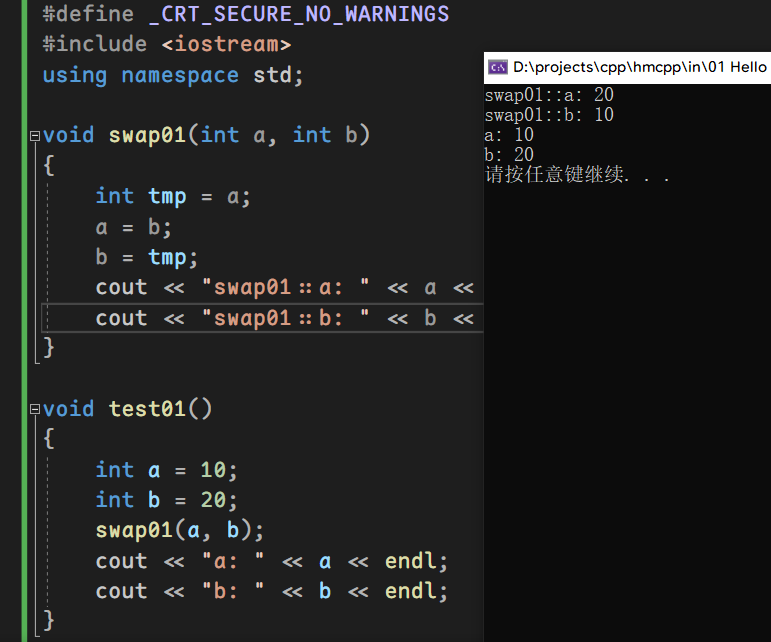 #define _CRT_SECURE_NO_WARNINGS
#include <iostream>
using namespace std;
void swap01(int a, int b)
{
int tmp = a;
a = b;
b = tmp;
cout << "swap01::a: " << a <<
cout << "swap01::b: " << b <<
}
void test01()
{
int a = 10;
int b = 20;
swap01(a, b);
cout << "a: " << a << endl;
cout << "b: " << b << endl;
}
D:\projects\cpp\hmcpp\in\01 Hello
swap01::a: 20
swap01::b: 10
a: 10
b: 20
请按任意键继续. . .